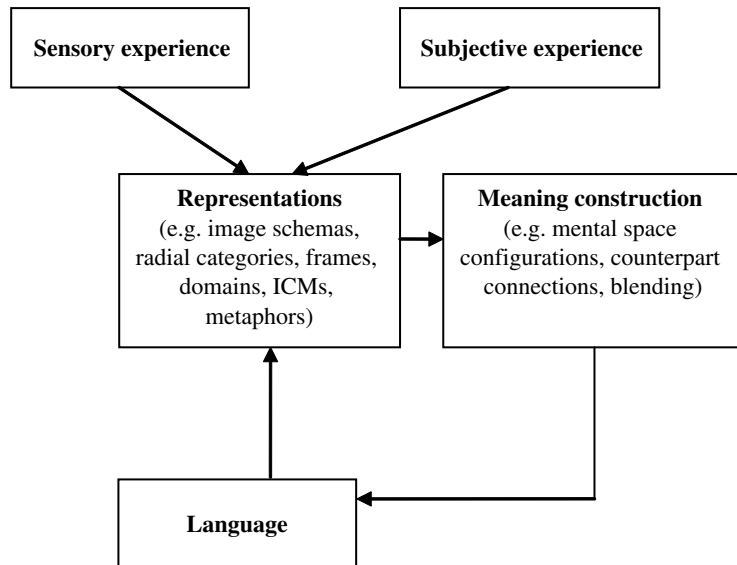 Sensory experience
Subjective experience
Representations
(e.g. image schemas,
radial categories, frames,
domains, ICMs,
metaphors)
Meaning construction
(e.g. mental space
configurations, counterpart
connections, blending)
Language